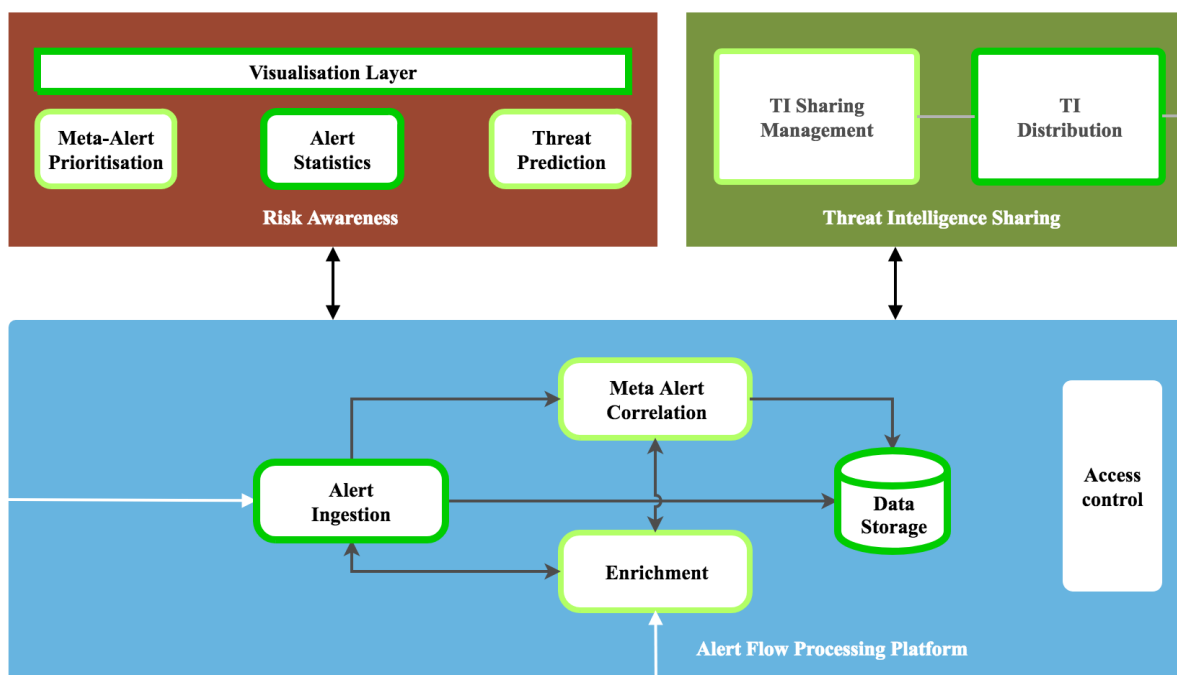 Visualisation Layer
Meta-Alert
Prioritisation
Alert
Statistics
Threat
Prediction
Risk Awareness
TI Sharing
Management
TI
Distribution
Threat Intelligence Sharing
Meta Alert
Correlation
Alert
Ingestion
Data
Storage
Access
control
Enrichment
Alert Flow Processing Platform